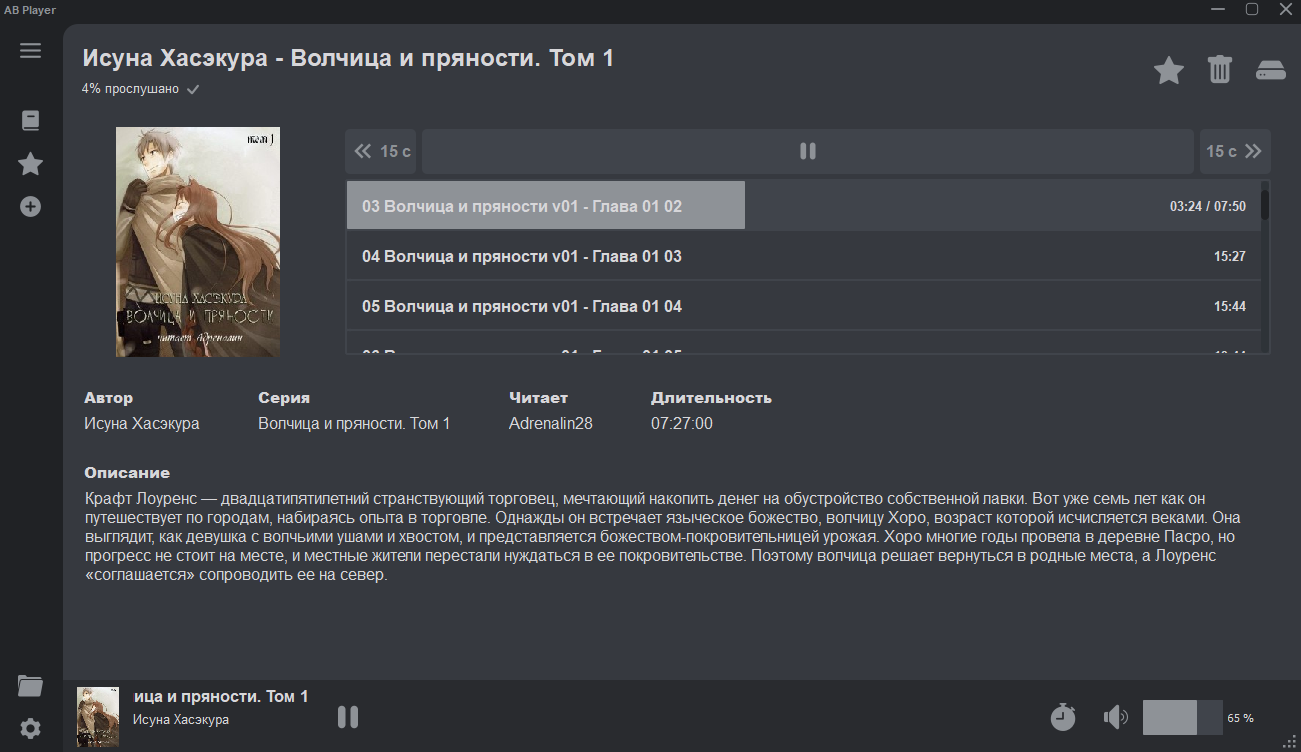 AB Player
Исуна Хасэкура - Волчица и пряности. Том 1
4% прослушано
ИСУНА ХАСЭКУРА
ВОЛЧИЦА И ПРЯНОСТИ
читает Адреналин
15 с
15 с
03 Волчица и пряности v01 - Глава 01 02
03:24 / 07:50
04 Волчица и пряности v01 - Глава 01 03
15:27
05 Волчица и пряности v01 - Глава 01 04
15:44
Автор
Серия
Читает
Длительность
Исуна Хасэкура
Волчица и пряности. Том 1
Adrenalin28
07:27:00
Описание
Крафт Лоуренс — двадцатипятилетний странствующий торговец, мечтающий накопить денег на обустройство собственной лавки. Вот уже семь лет как он
путешествует по городам, набираясь опыта в торговле. Однажды он встречает языческое божество, волчицу Хоро, возраст которой исчисляется веками. Она
выглядит, как девушка с волчьими ушами и хвостом, и представляется божеством-покровительницей урожая. Хоро многие годы провела в деревне Пасро, но
прогресс не стоит на месте, и местные жители перестали нуждаться в ее покровительстве. Поэтому волчица решает вернуться в родные места, а Лоуренс
«соглашается» сопроводить ее на север.
ица и пряности. Том 1
Исуна Хасэкура
65 %